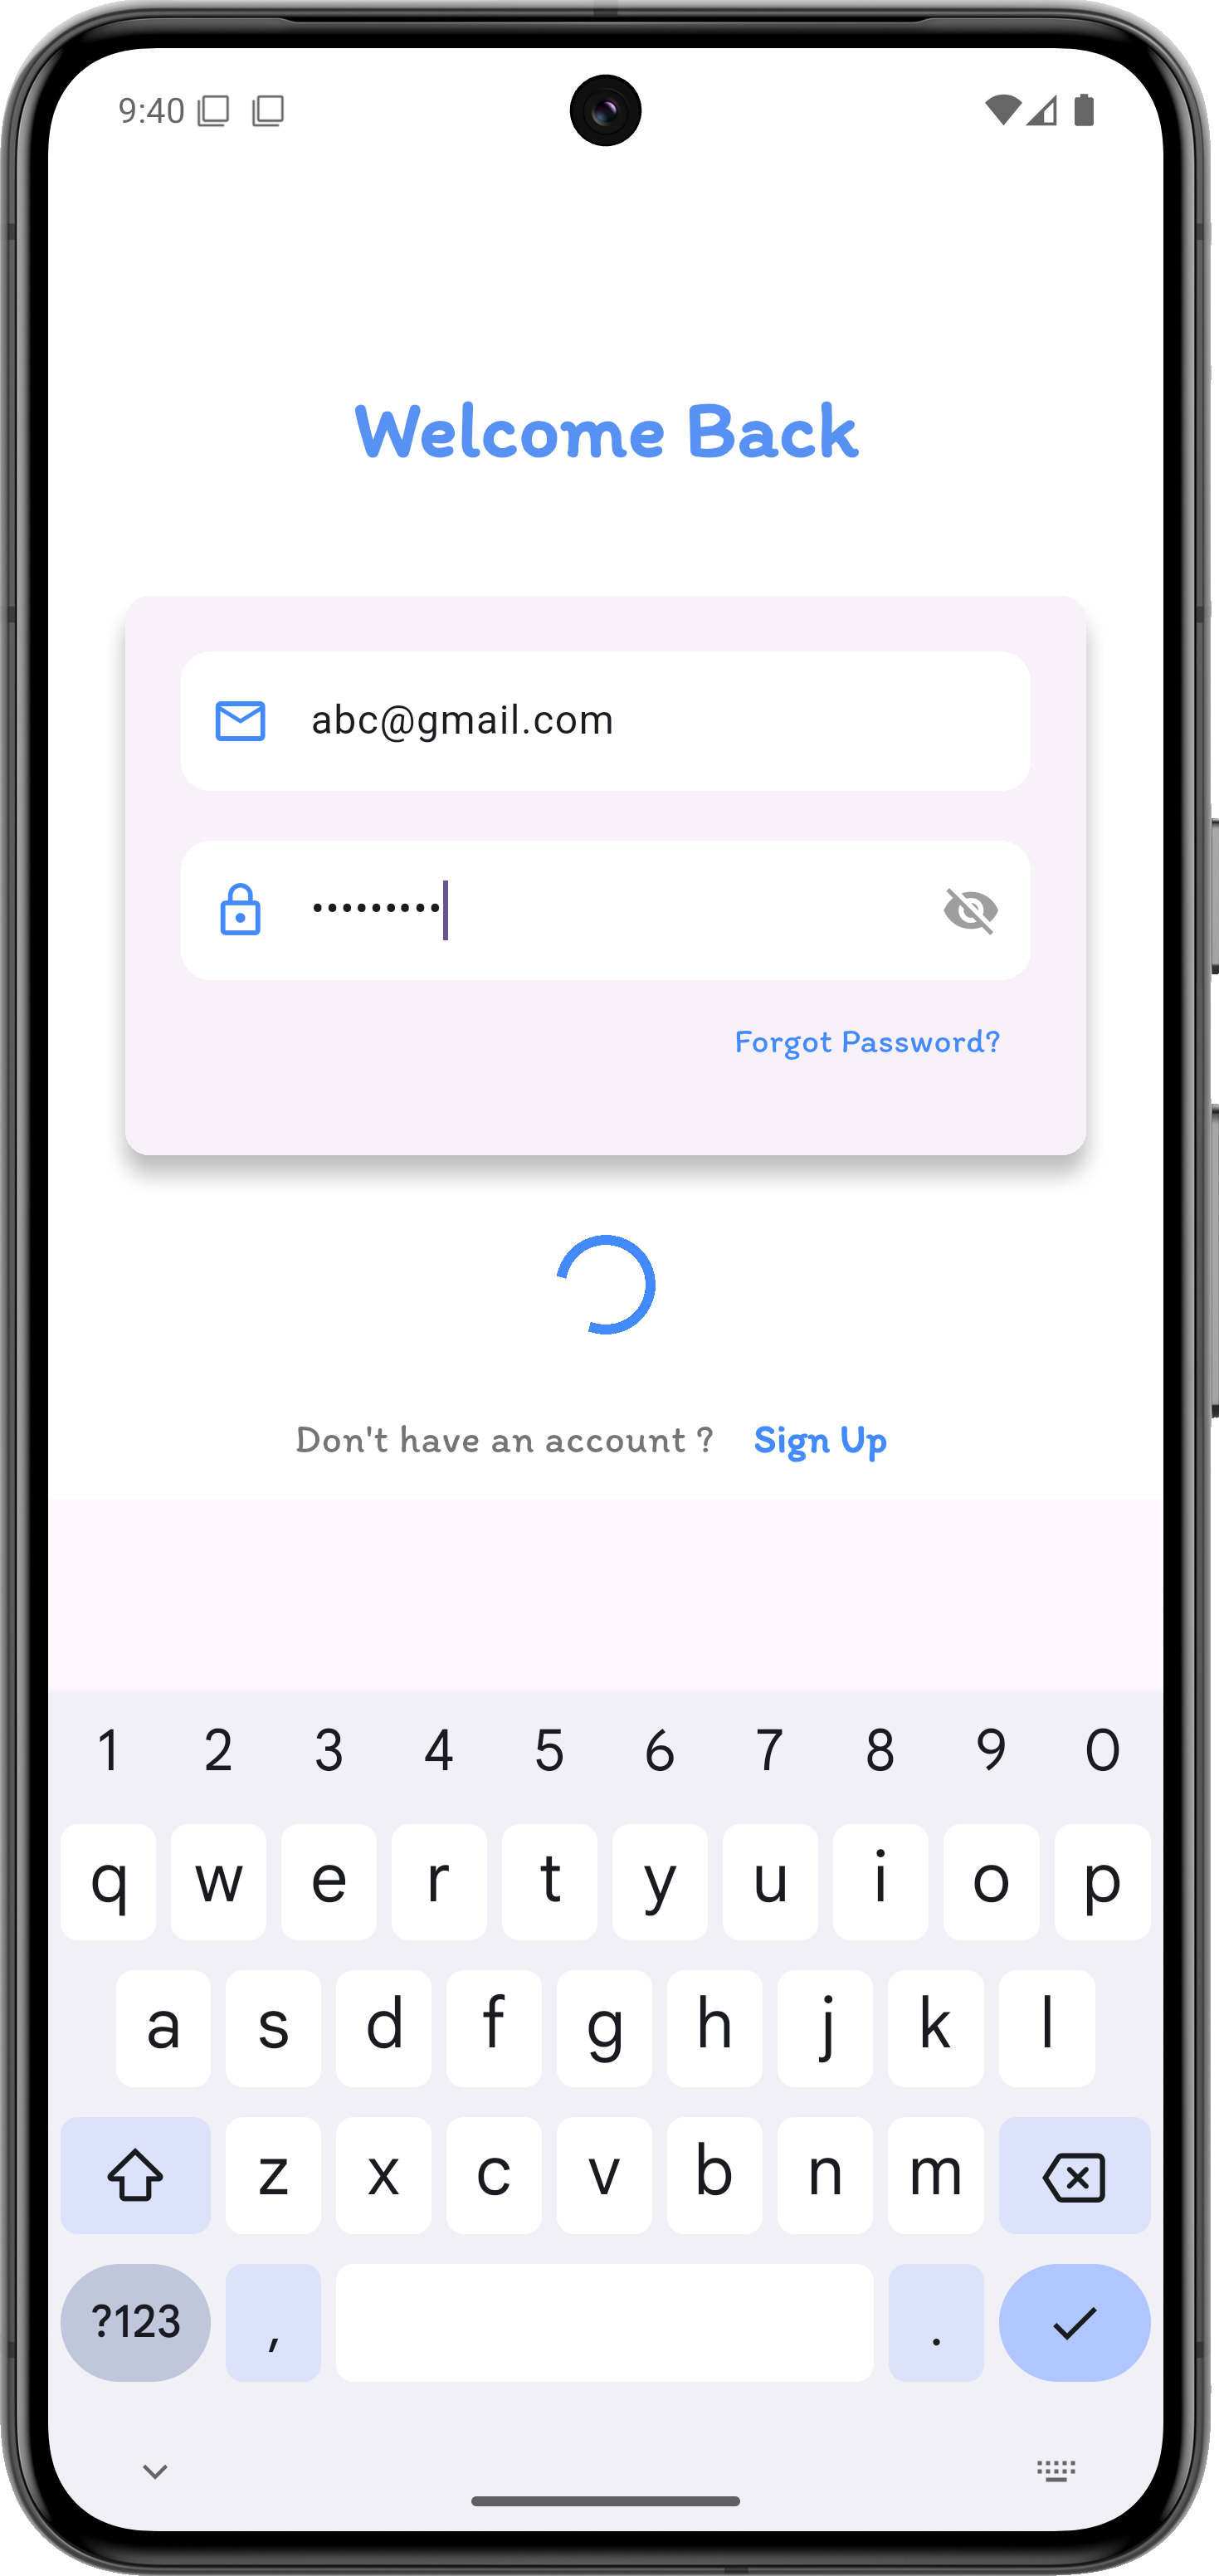 9:40
Welcome Back
abc@gmail.com
•••••••••
Forgot Password?
Don't have an account ? Sign Up
1 2 3 4 5 6 7 8 9 0
q w e r t y u i o p
a s d f g h j k l
z x c v b n m
?123 , .